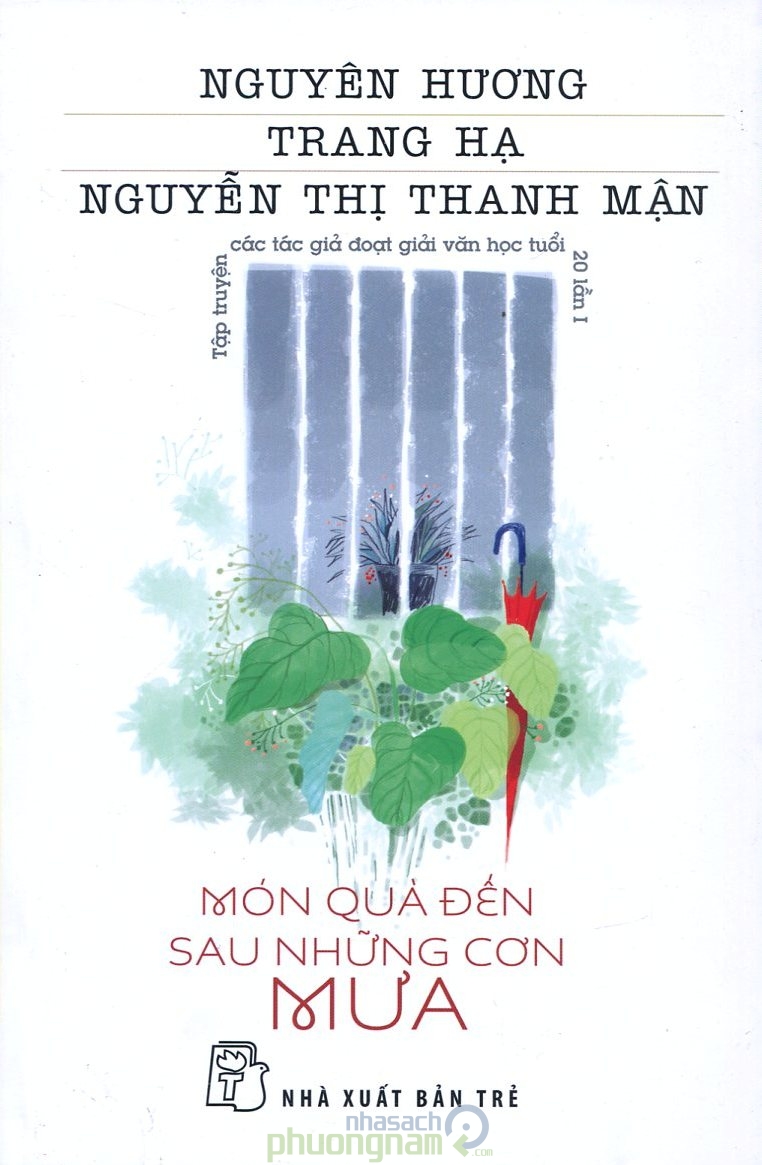 NGUYÊN HƯƠNG
TRANG HẠ
NGUYỄN THỊ THANH MẬN
Tập truyện
các tác giả đoạt giải văn học tuổi
20 lần I
MÓN QUÀ ĐẾN
SAU NHỮNG CƠN
MƯA
T
NHÀ XUẤT BẢN TRẺ
nhasach
phuongnam
.com